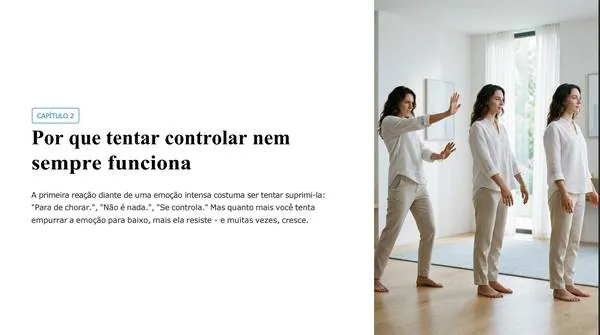 CAPÍTULO 2
Por que tentar controlar nem
sempre funciona
A primeira reação diante de uma emoção intensa costuma ser tentar suprimi-la:
"Para de chorar.", "Não é nada.", "Se controla." Mas quanto mais você tenta
empurrar a emoção para baixo, mais ela resiste - e muitas vezes, cresce.